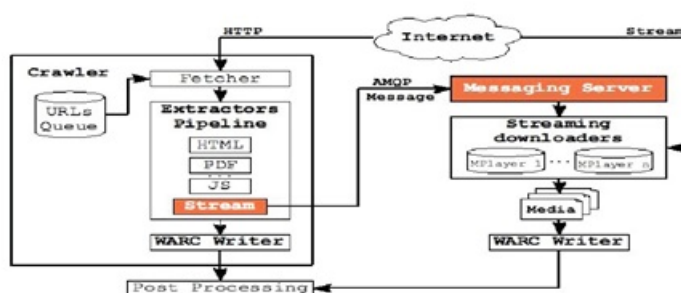 HTTP
Internet
Stream
Crawler
Fetcher
URLs
Queue
AMQP
Message
Messaging Server
Extractors
Pipeline
HTML
PDF
...
JS
Stream
Streaming
downloaders
MPlayer 1 ... MPlayer n
Media
WARC Writer
WARC Writer
Post Processing